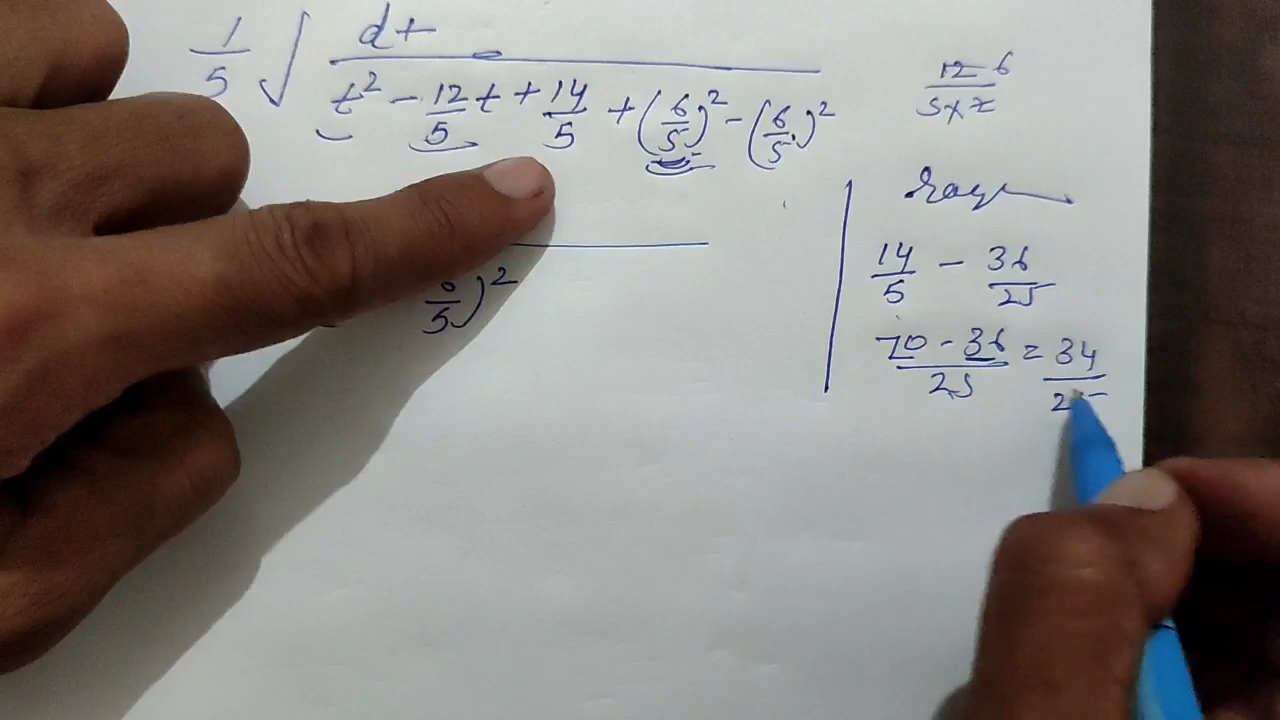 1/5 ∫ dt / (t² - 12/5 t + 14/5 + (6/5)² - (6/5)²)
12 6 / 5×2
5)²
14/5 - 36/25
70 - 36 / 25 = 34/25